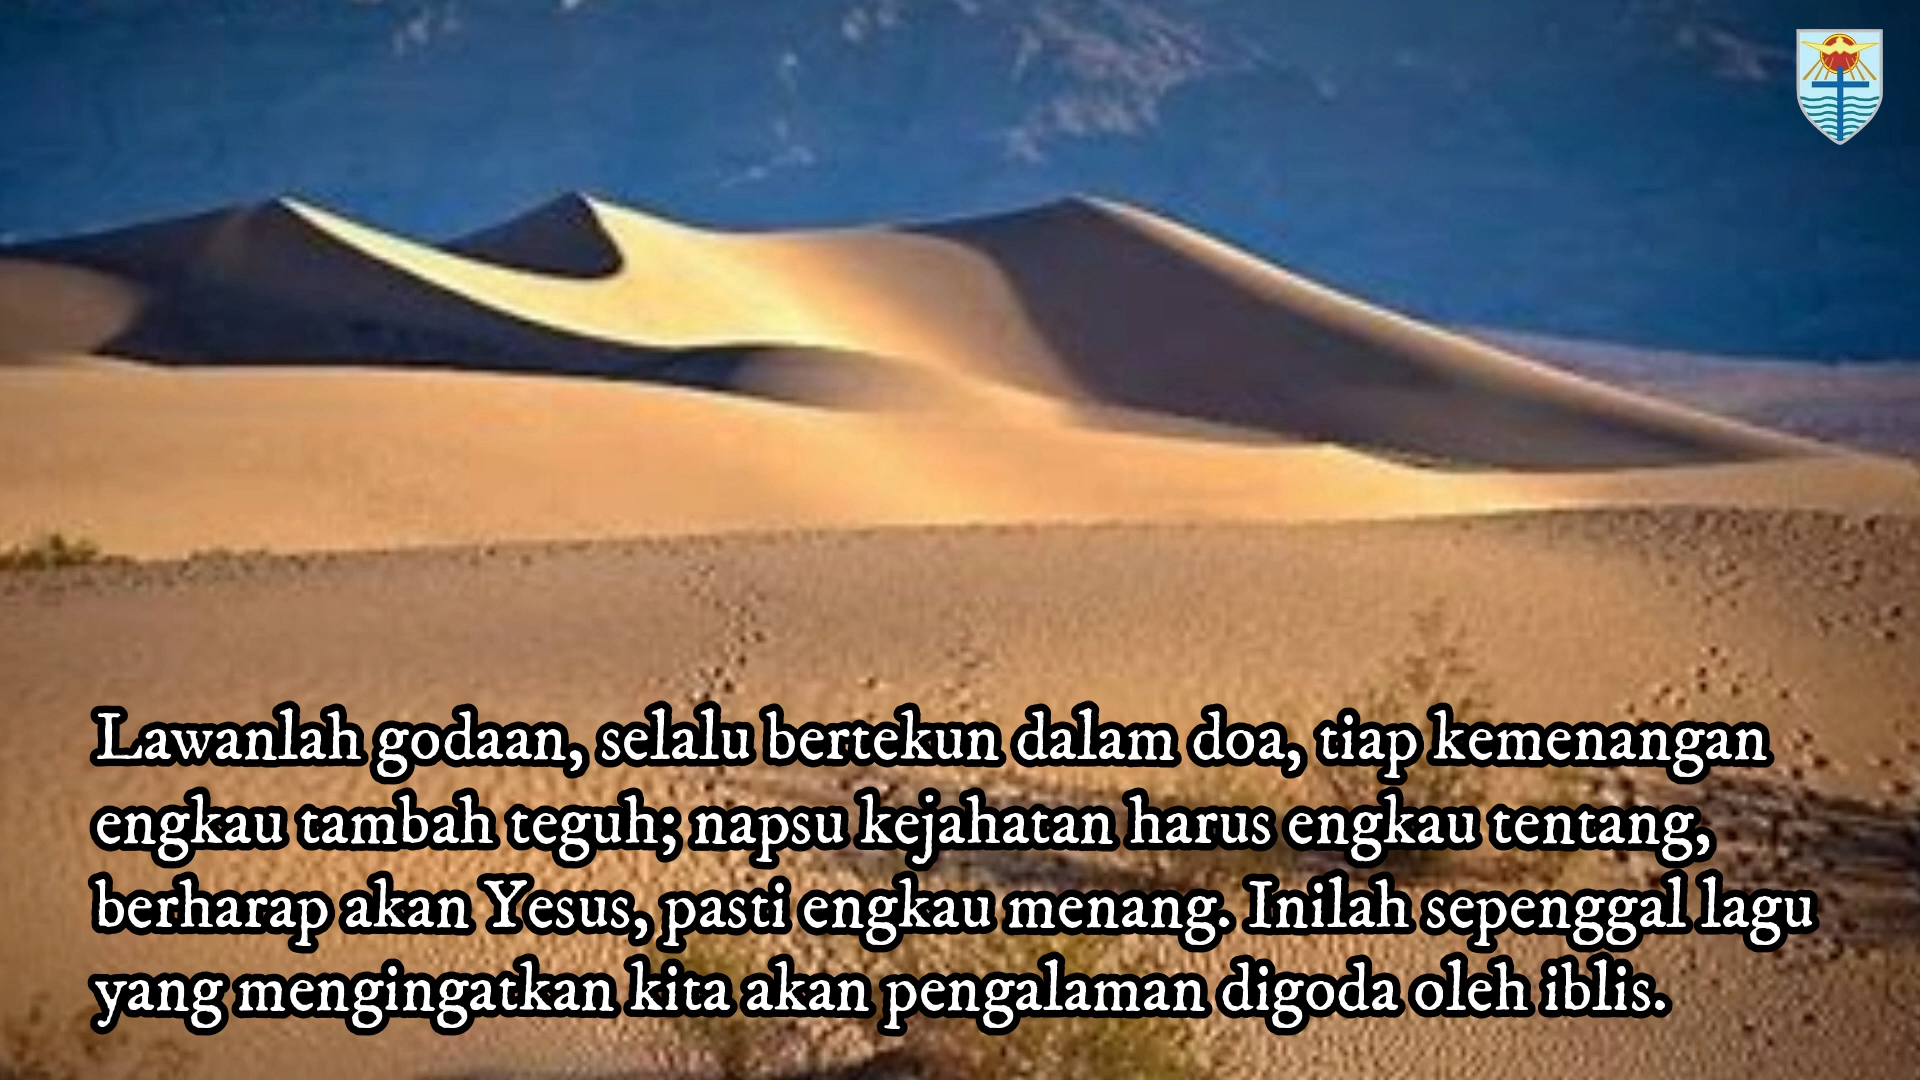 Lawanlah godaan, selalu bertekun dalam doa, tiap kemenangan
engkau tambah teguh; napsu kejahatan harus engkau tentang,
berharap akan Yesus, pasti engkau menang. Inilah sepenggal lagu
yang mengingatkan kita akan pengalaman digoda oleh iblis.